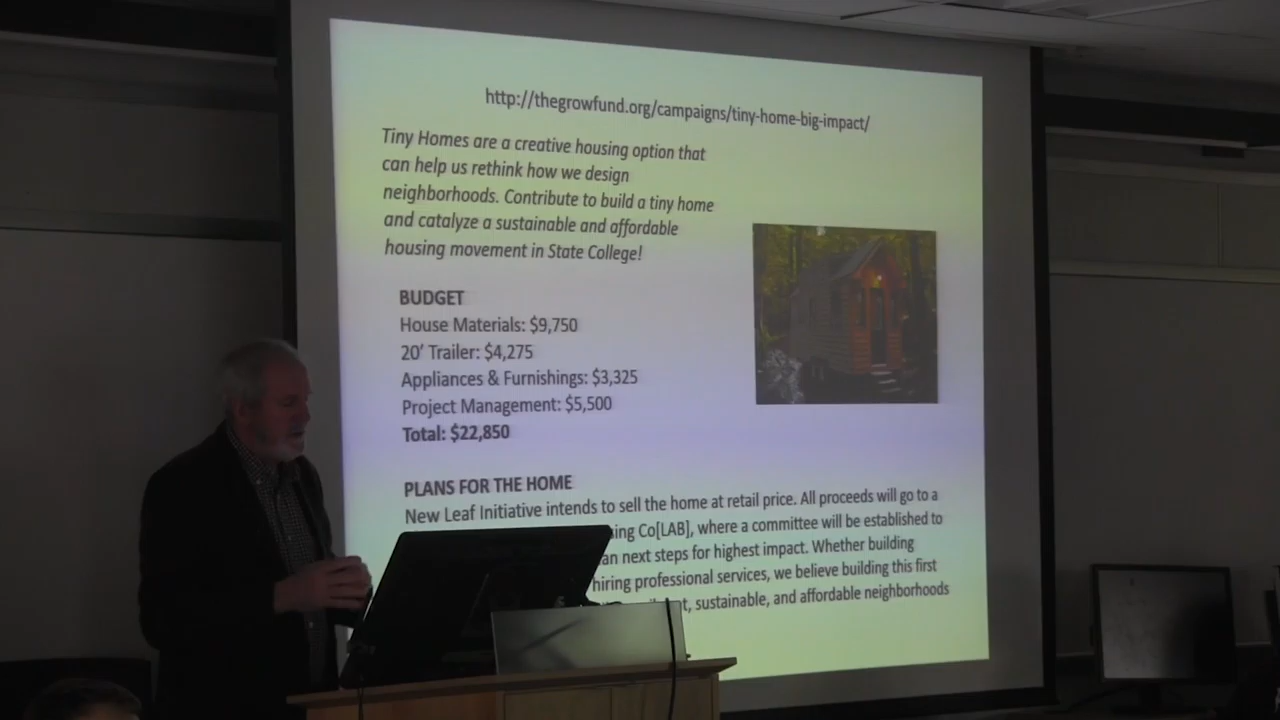 http://thegrowfund.org/campaigns/tiny-home-big-impact/
Tiny Homes are a creative housing option that
can help us rethink how we design
neighborhoods. Contribute to build a tiny home
and catalyze a sustainable and affordable
housing movement in State College!
BUDGET
House Materials: $9,750
20' Trailer: $4,275
Appliances & Furnishings: $3,325
Project Management: $5,500
Total: $22,850
PLANS FOR THE HOME
New Leaf Initiative intends to sell the home at retail price. All proceeds will go to a
Co[LAB], where a committee will be established to
next steps for highest impact. Whether building
hiring professional services, we believe building this first
sustainable, and affordable neighborhoods